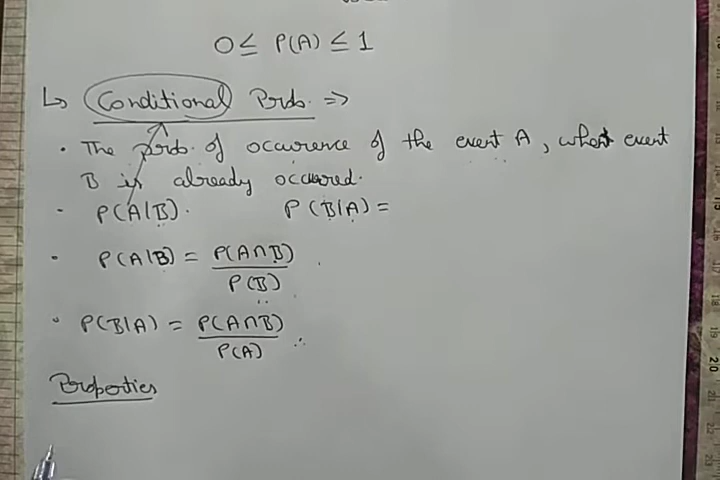 0 ≤ P(A) ≤ 1
↳ Conditional Prob. ⇒
• The prob. of occurence of the event A, when event
B is already occured.
• P(A|B). P(B|A) =
• P(A|B) = P(A∩B) / P(B)
• P(B|A) = P(A∩B) / P(A)
Properties